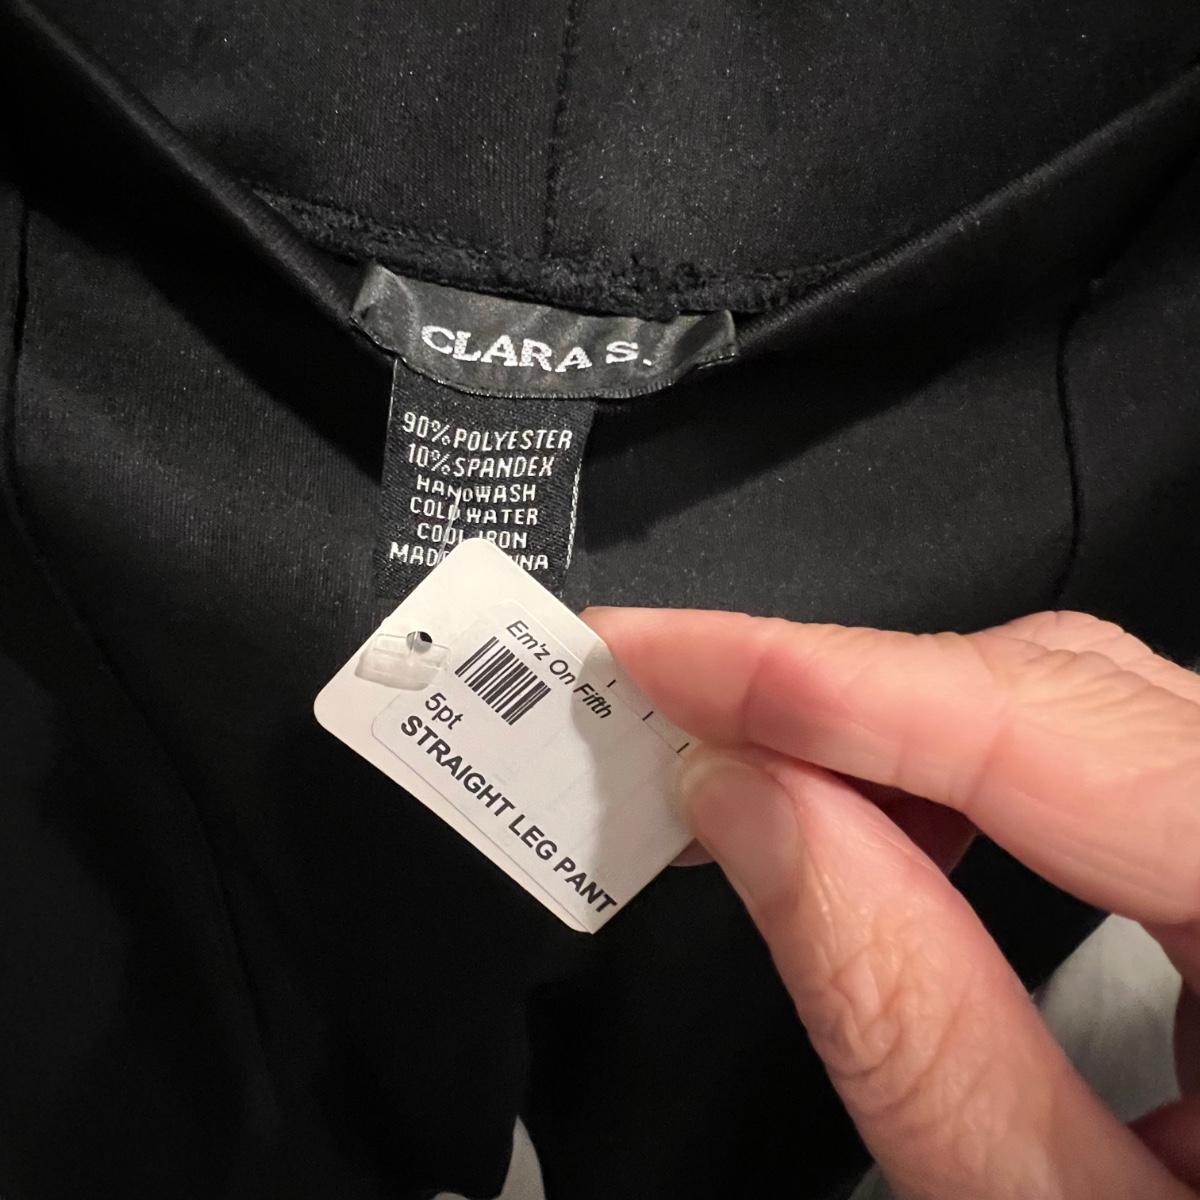 CLARA S.
90% POLYESTER
10% SPANDEX
HANDWASH
COLD WATER
COOL IRON
Em'z On Fifth
5pt
STRAIGHT LEG PANT